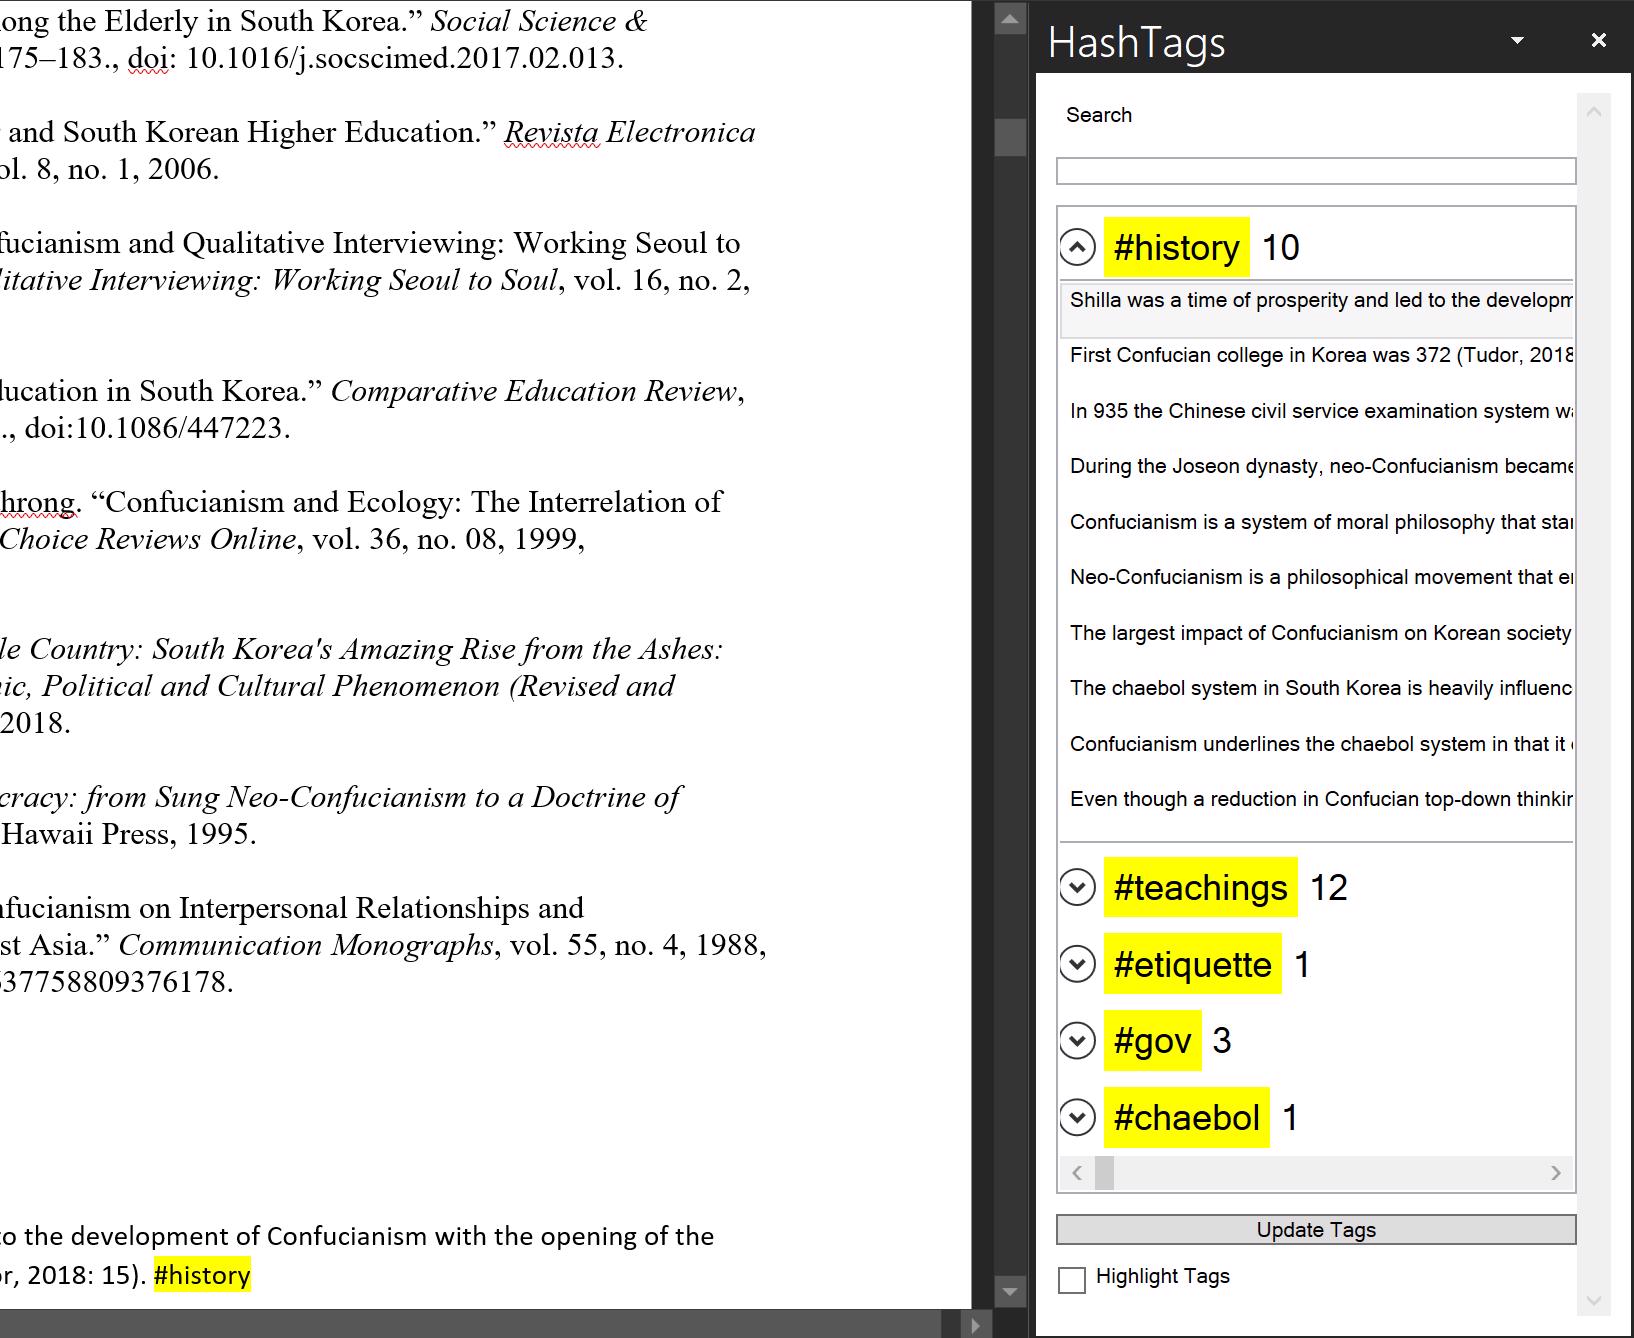 ong the Elderly in South Korea.” Social Science &
175–183., doi: 10.1016/j.socscimed.2017.02.013.
and South Korean Higher Education.” Revista Electronica
ol. 8, no. 1, 2006.
fucianism and Qualitative Interviewing: Working Seoul to
litative Interviewing: Working Seoul to Soul, vol. 16, no. 2,
ducation in South Korea.” Comparative Education Review,
., doi:10.1086/447223.
hrong. “Confucianism and Ecology: The Interrelation of
Choice Reviews Online, vol. 36, no. 08, 1999,
le Country: South Korea's Amazing Rise from the Ashes:
ic, Political and Cultural Phenomenon (Revised and
2018.
cracy: from Sung Neo-Confucianism to a Doctrine of
Hawaii Press, 1995.
nfucianism on Interpersonal Relationships and
st Asia.” Communication Monographs, vol. 55, no. 4, 1988,
637758809376178.
to the development of Confucianism with the opening of the
or, 2018: 15). #history
HashTags
Search
#history 10
Shilla was a time of prosperity and led to the developm
First Confucian college in Korea was 372 (Tudor, 2018
In 935 the Chinese civil service examination system wa
During the Joseon dynasty, neo-Confucianism became
Confucianism is a system of moral philosophy that star
Neo-Confucianism is a philosophical movement that e
The largest impact of Confucianism on Korean society
The chaebol system in South Korea is heavily influenc
Confucianism underlines the chaebol system in that it
Even though a reduction in Confucian top-down thinkin
#teachings 12
#etiquette 1
#gov 3
#chaebol 1
Update Tags
Highlight Tags